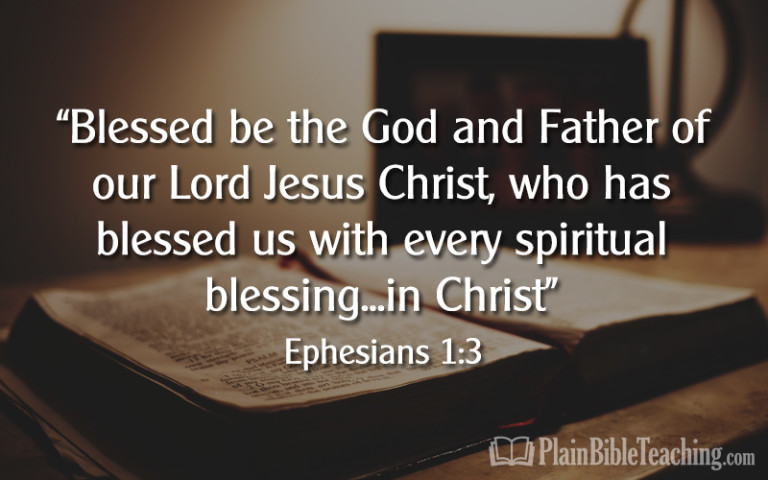 “Blessed be the God and Father of
our Lord Jesus Christ, who has
blessed us with every spiritual
blessing...in Christ”
Ephesians 1:3
PlainBibleTeaching.com